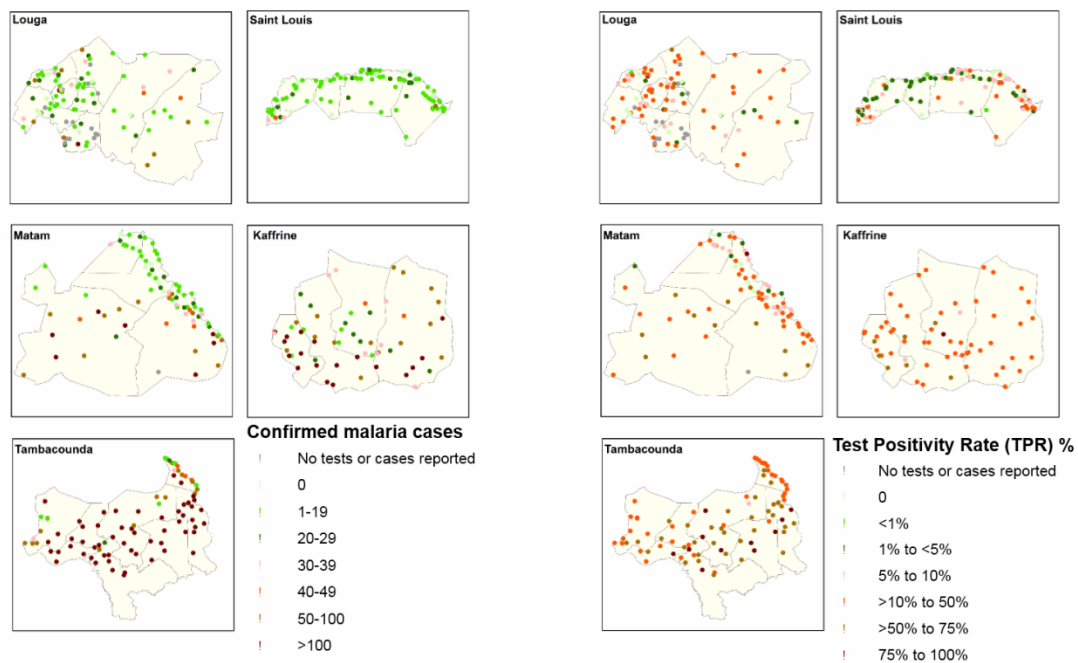 Louga
Saint Louis
Matam
Kaffrine
Tambacounda
Confirmed malaria cases
No tests or cases reported
0
1-19
20-29
30-39
40-49
50-100
>100
Louga
Saint Louis
Matam
Kaffrine
Tambacounda
Test Positivity Rate (TPR) %
No tests or cases reported
0
<1%
1% to <5%
5% to 10%
>10% to 50%
>50% to 75%
75% to 100%